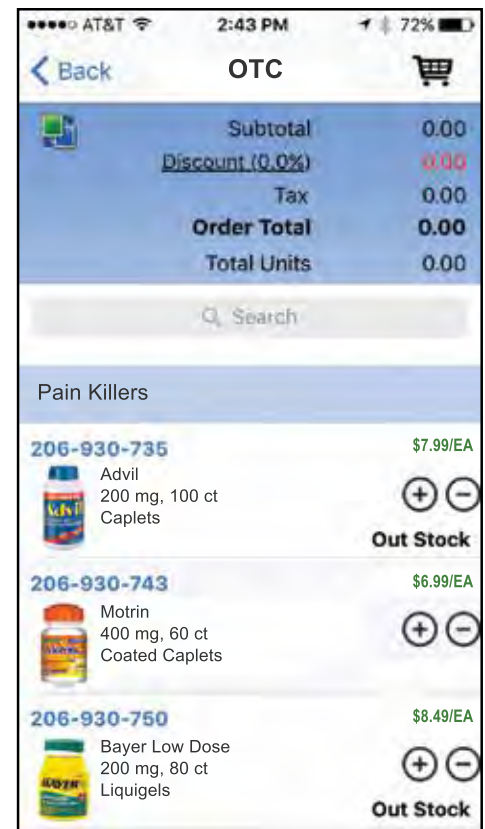 AT&T 2:43 PM 72%
Back OTC
Subtotal 0.00
Discount (0.0%) 0.00
Tax 0.00
Order Total 0.00
Total Units 0.00
Search
Pain Killers
206-930-735 $7.99/EA
Advil
Advil
200 mg, 100 ct
Caplets
Out Stock
206-930-743 $6.99/EA
Motrin
400 mg, 60 ct
Coated Caplets
206-930-750 $8.49/EA
Bayer Low Dose
200 mg, 80 ct
BAYER
Liquigels
Out Stock